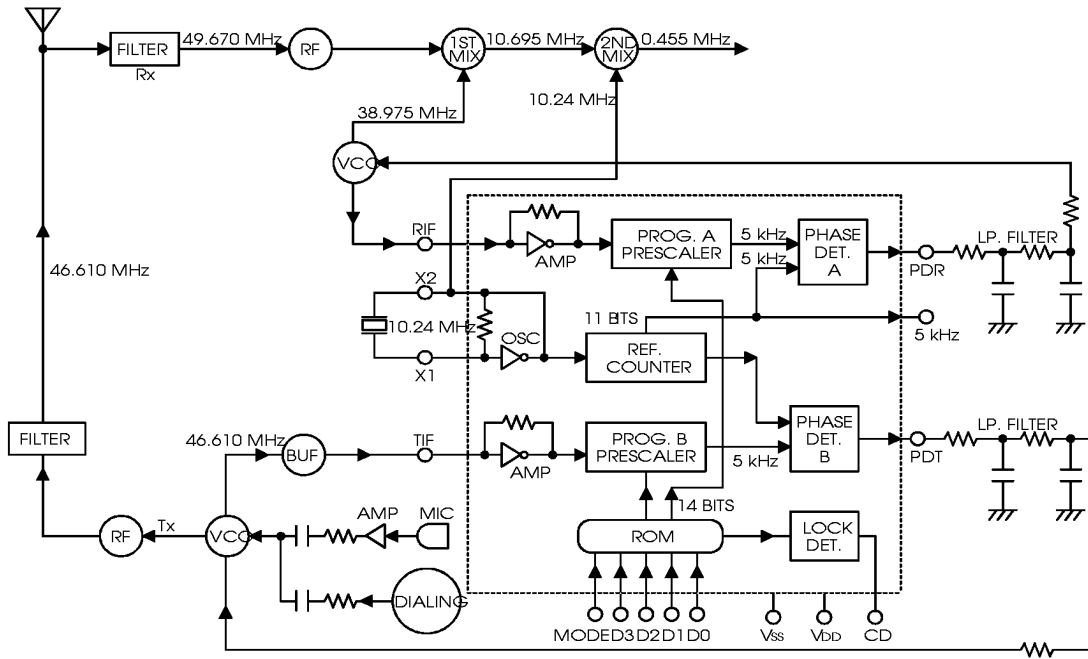 FILTER
Rx
49.670 MHz
RF
1ST
MIX
10.695 MHz
2ND
MIX
0.455 MHz
38.975 MHz
10.24 MHz
VCO
RIF
AMP
PROG. A
PRESCALER
5 kHz
5 kHz
PHASE
DET.
A
PDR
LP. FILTER
46.610 MHz
X2
10.24 MHz
X1
OSC
11 BITS
REF.
COUNTER
5 kHz
FILTER
46.610 MHz
BUF
TIF
AMP
PROG. B
PRESCALER
5 kHz
PHASE
DET.
B
PDT
LP. FILTER
14 BITS
RF
Tx
VCO
AMP
MIC
DIALING
ROM
LOCK
DET.
MODE D3 D2 D1 D0
VSS
VDD
CD